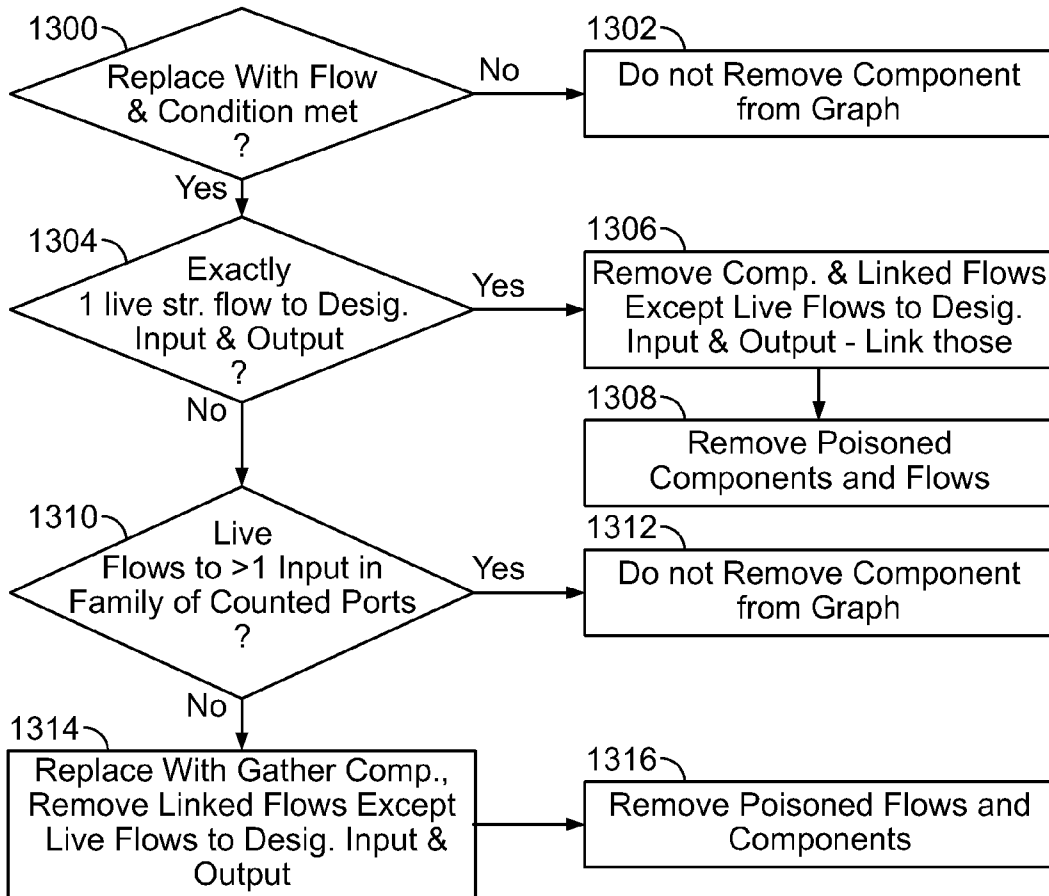 1300
Replace With Flow
& Condition met
?
No
1302
Do not Remove Component
from Graph
Yes
1304
Exactly
1 live str. flow to Desig.
Input & Output
?
Yes
1306
Remove Comp. & Linked Flows
Except Live Flows to Desig.
Input & Output - Link those
1308
Remove Poisoned
Components and Flows
No
1310
Live
Flows to >1 Input in
Family of Counted Ports
?
Yes
1312
Do not Remove Component
from Graph
No
1314
Replace With Gather Comp.,
Remove Linked Flows Except
Live Flows to Desig. Input &
Output
1316
Remove Poisoned Flows and
Components